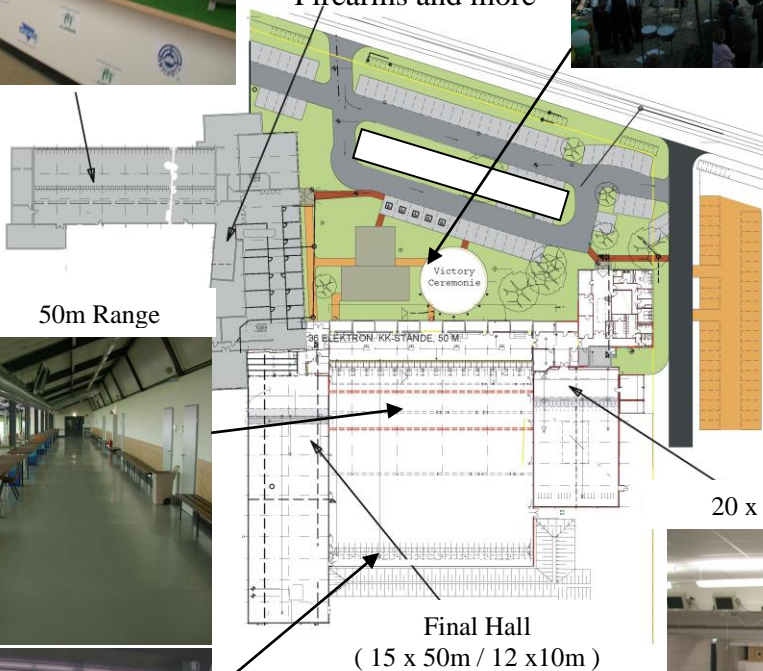 Firearms and more
Victory
Ceremonie
50m Range
36 ELEKTRON. KK-STÄNDE, 50 M.
20 x
Final Hall
( 15 x 50m / 12 x10m )